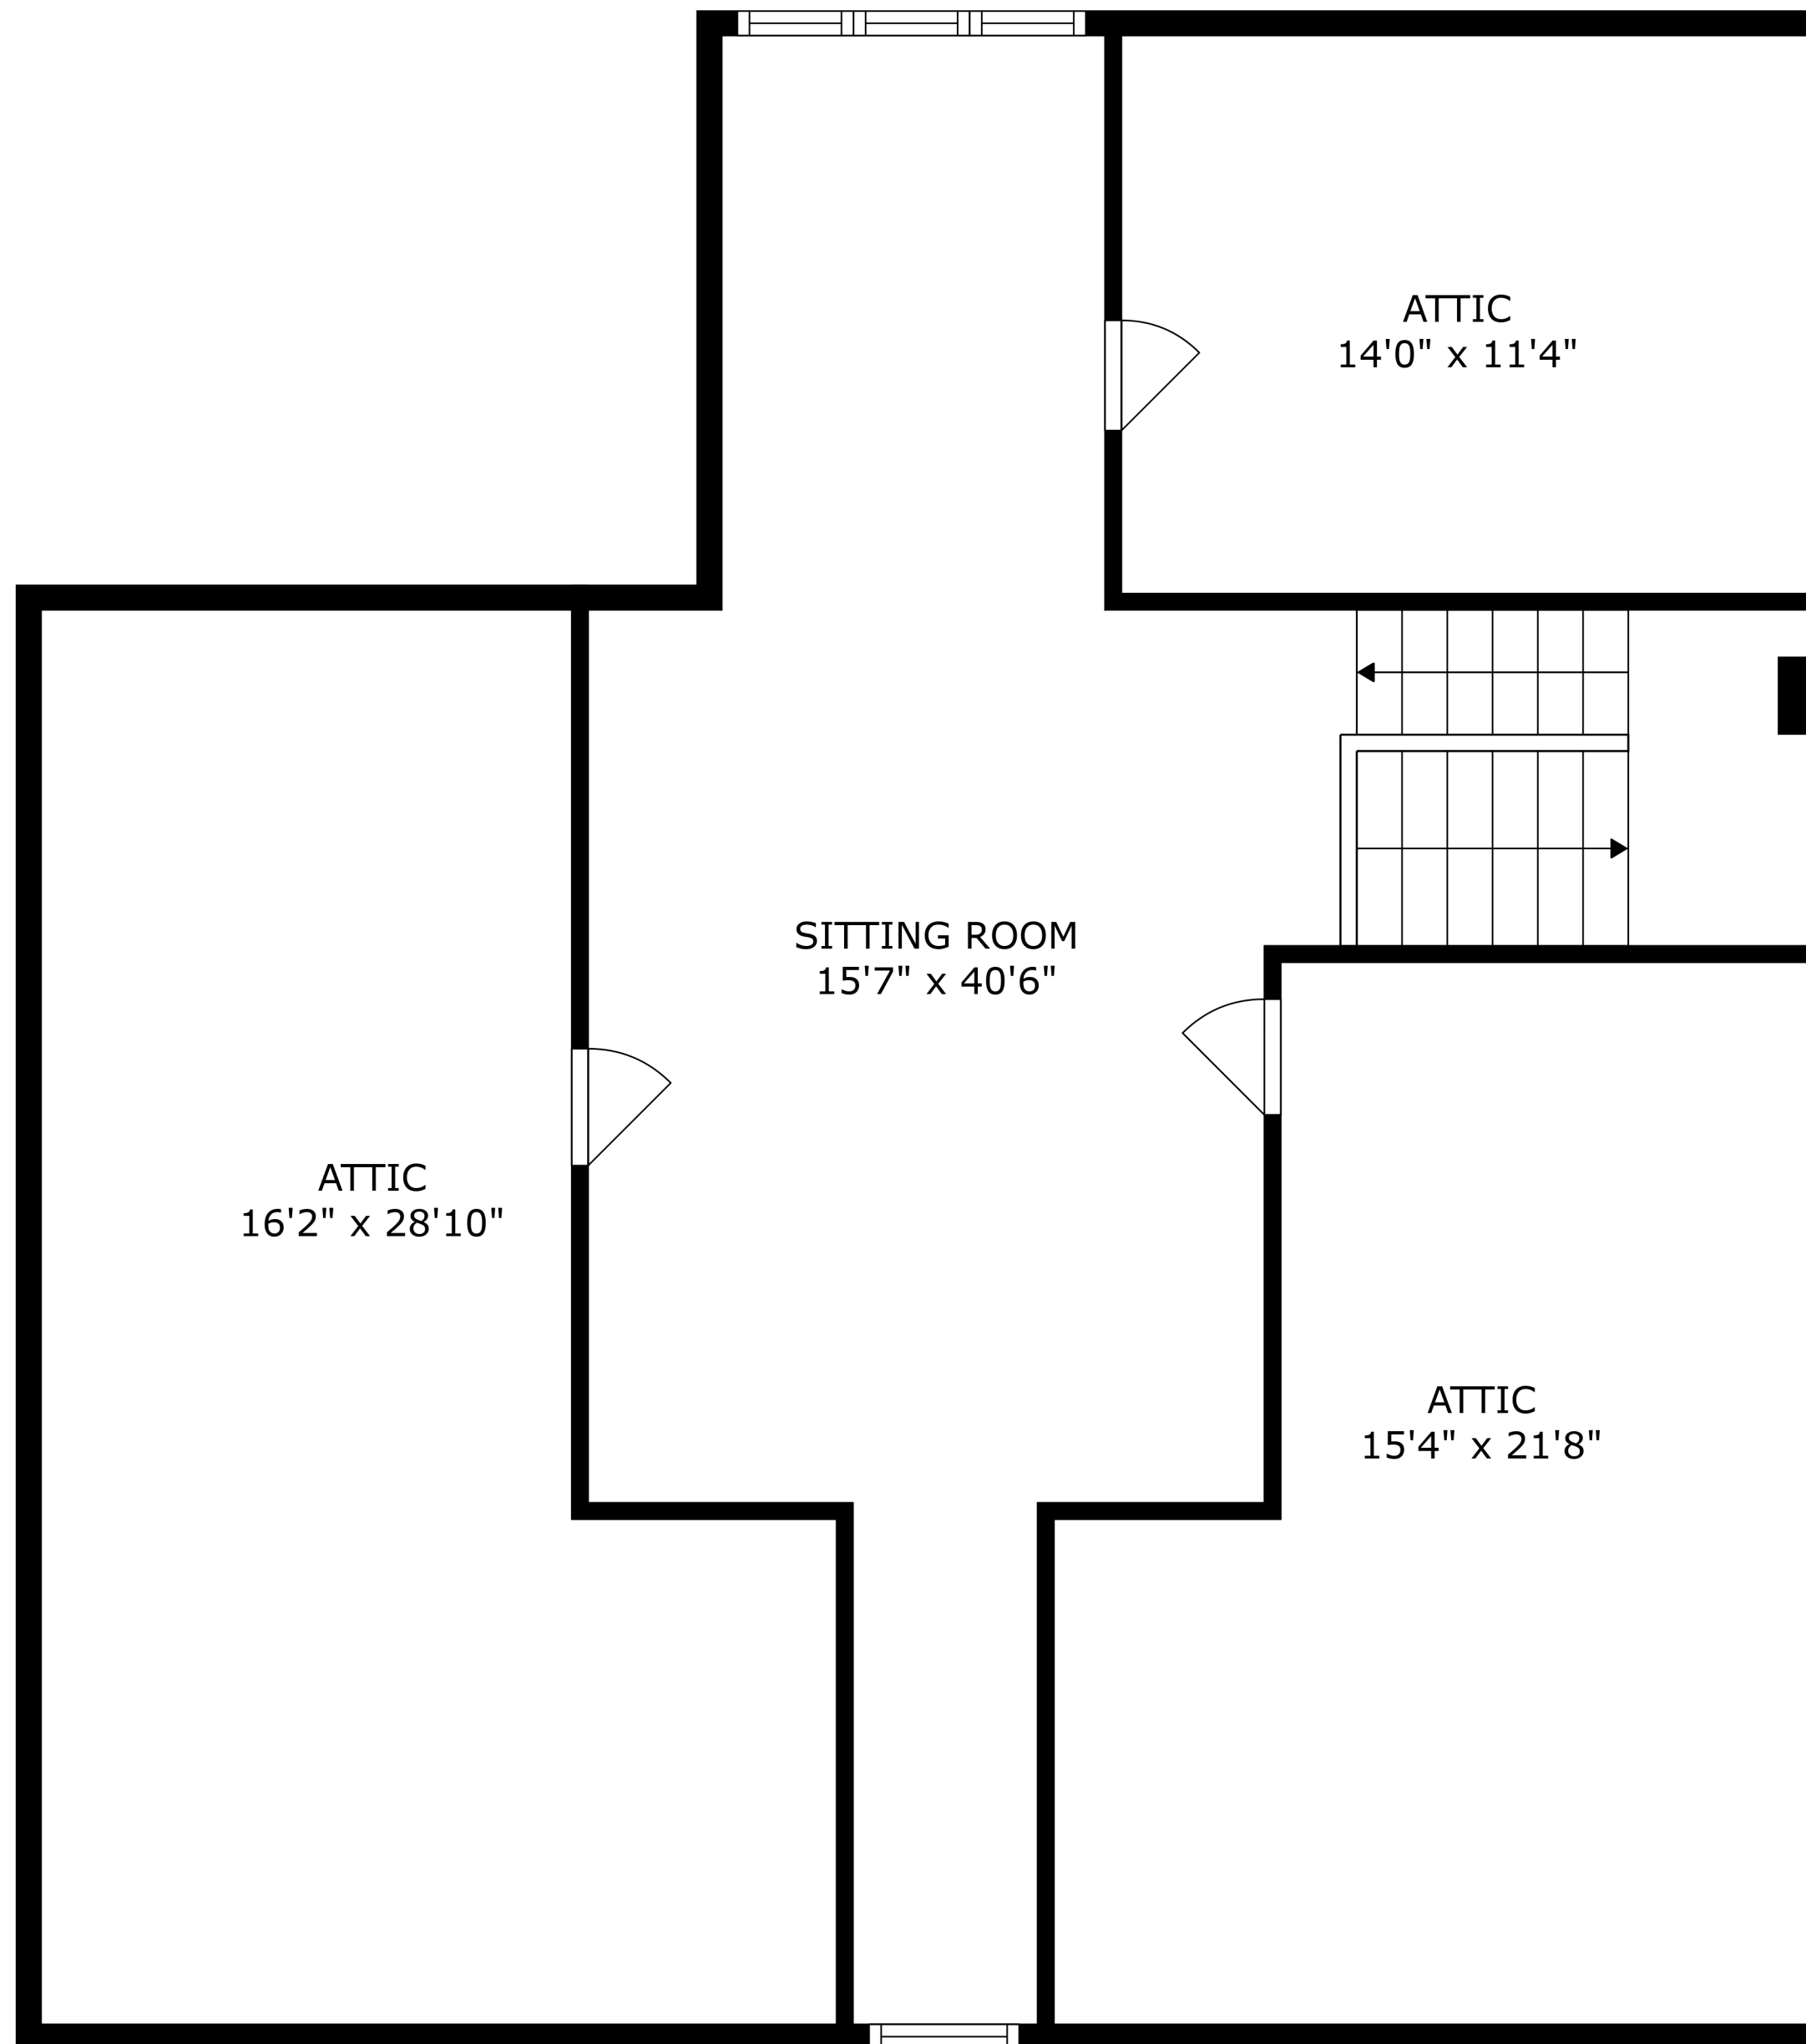 ATTIC
14'0" x 11'4"
SITTING ROOM
15'7" x 40'6"
ATTIC
16'2" x 28'10"
ATTIC
15'4" x 21'8"